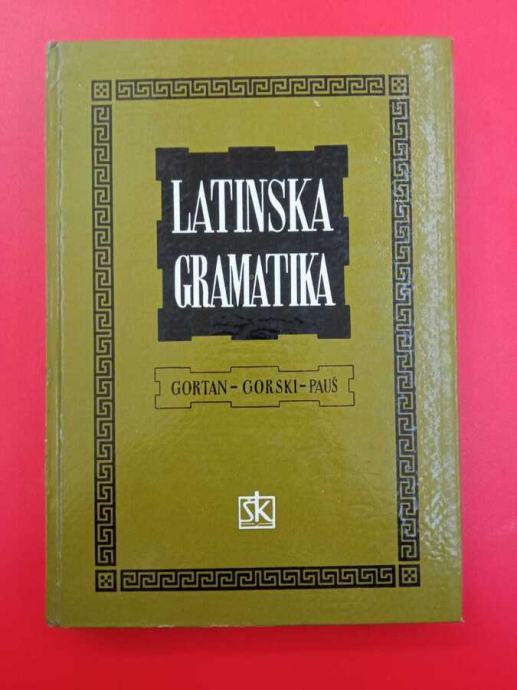 LATINSKA
GRAMATIKA
GORTAN – GORSKI – PAUŠ
ŠK